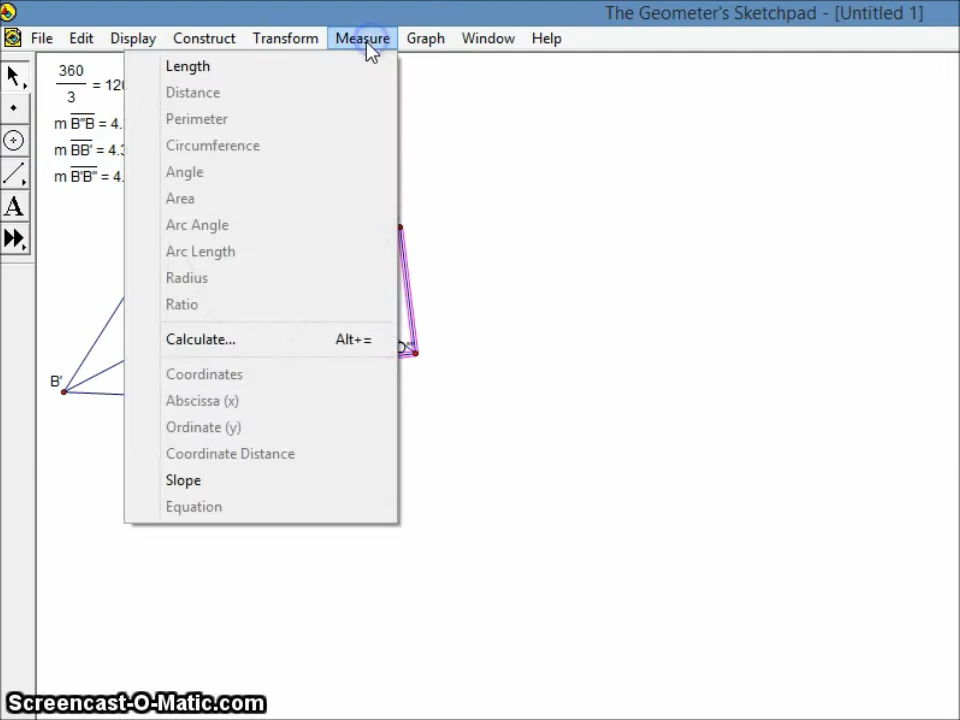 The Geometer's Sketchpad - [Untitled 1]
File Edit Display Construct Transform Measure Graph Window Help
360
3
= 120
m B"B = 4.
m BB' = 4.3
m B'B" = 4.
A
Length
Distance
Perimeter
Circumference
Angle
Area
Arc Angle
Arc Length
Radius
Ratio
Calculate... Alt+=
Coordinates
Abscissa (x)
Ordinate (y)
Coordinate Distance
Slope
Equation
B'
Screencast-O-Matic.com